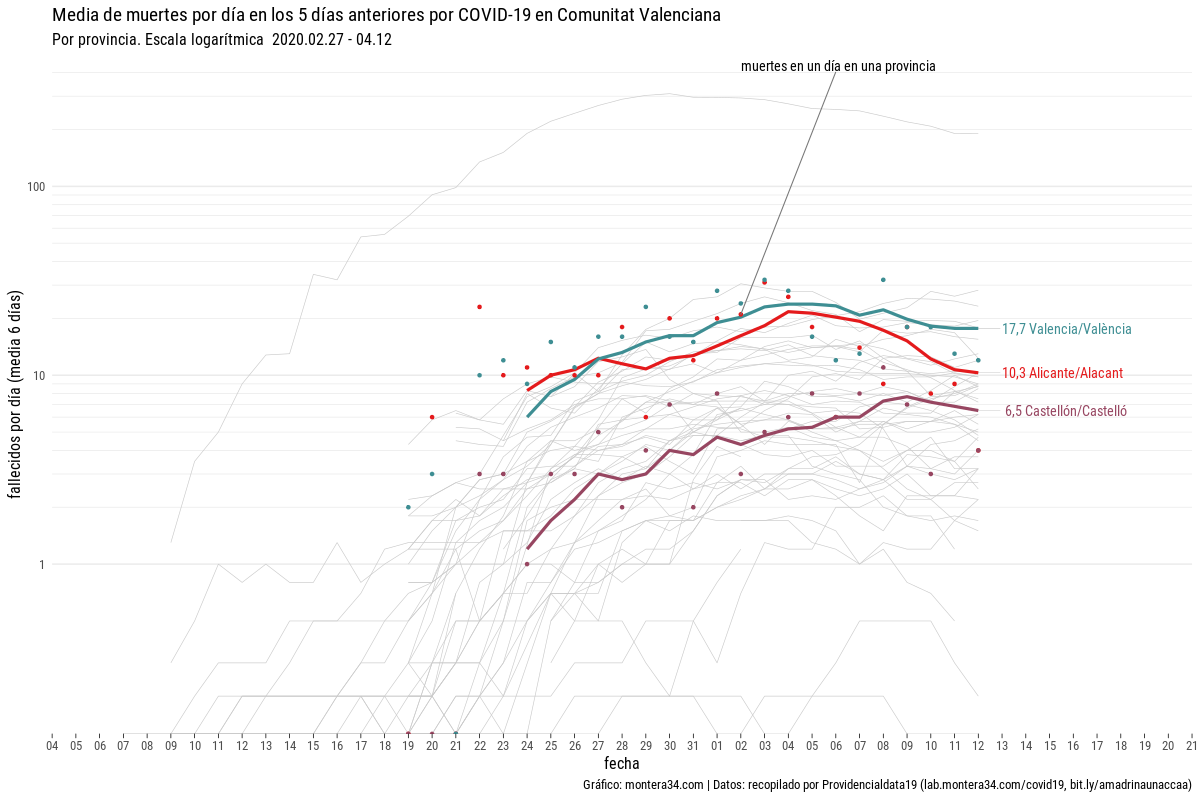 Media de muertes por día en los 5 días anteriores por COVID-19 en Comunitat Valenciana
Por provincia. Escala logarítmica  2020.02.27 - 04.12
muertes en un día en una provincia
fallecidos por día (media 6 días)
100
10
1
17,7 Valencia/València
10,3 Alicante/Alacant
6,5 Castellón/Castelló
04 05 06 07 08 09 10 11 12 13 14 15 16 17 18 19 20 21 22 23 24 25 26 27 28 29 30 31 01 02 03 04 05 06 07 08 09 10 11 12 13 14 15 16 17 18 19 20 21
fecha
Gráfico: montera34.com | Datos: recopilado por Providencialdata19 (lab.montera34.com/covid19, bit.ly/amadrinaunaccaa)